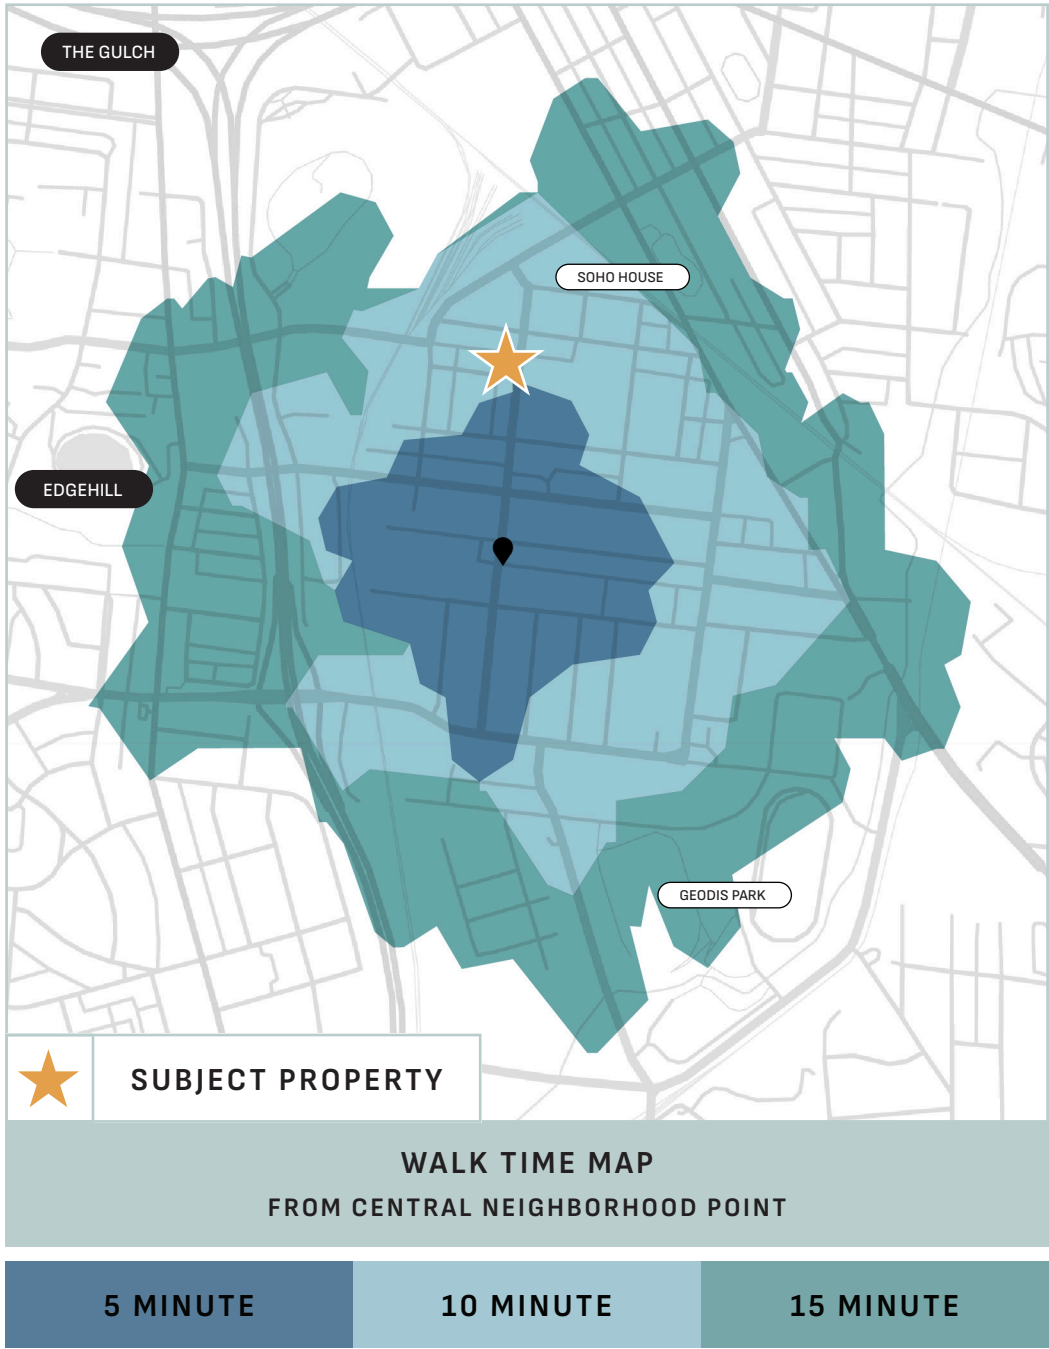 THE GULCH
SOHO HOUSE
EDGEHILL
GEODIS PARK
SUBJECT PROPERTY
WALK TIME MAP
FROM CENTRAL NEIGHBORHOOD POINT
5 MINUTE
10 MINUTE
15 MINUTE